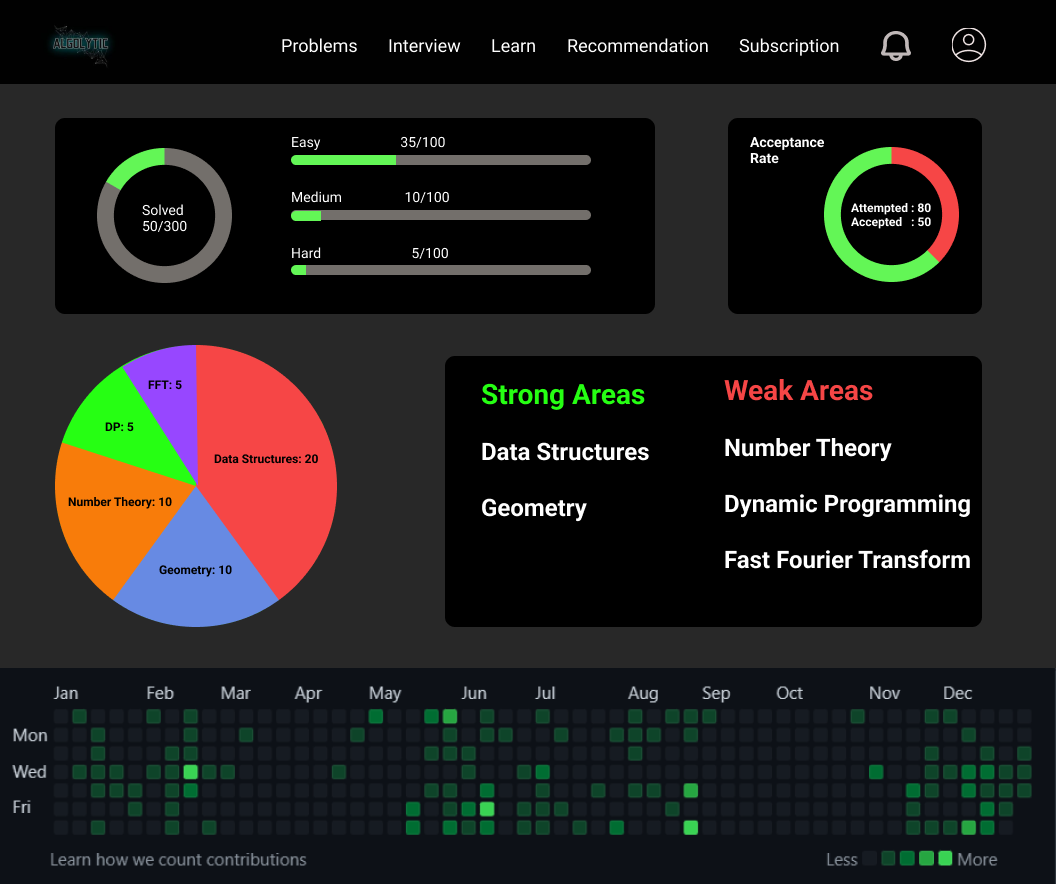 ALGOLYTIC
Problems Interview Learn Recommendation Subscription
Easy 35/100
Medium 10/100
Hard 5/100
Solved
50/300
Acceptance
Rate
Attempted : 80
Accepted : 50
FFT: 5
DP: 5
Data Structures: 20
Number Theory: 10
Geometry: 10
Strong Areas
Data Structures
Geometry
Weak Areas
Number Theory
Dynamic Programming
Fast Fourier Transform
Jan Feb Mar Apr May Jun Jul Aug Sep Oct Nov Dec
Mon
Wed
Fri
Learn how we count contributions
Less More